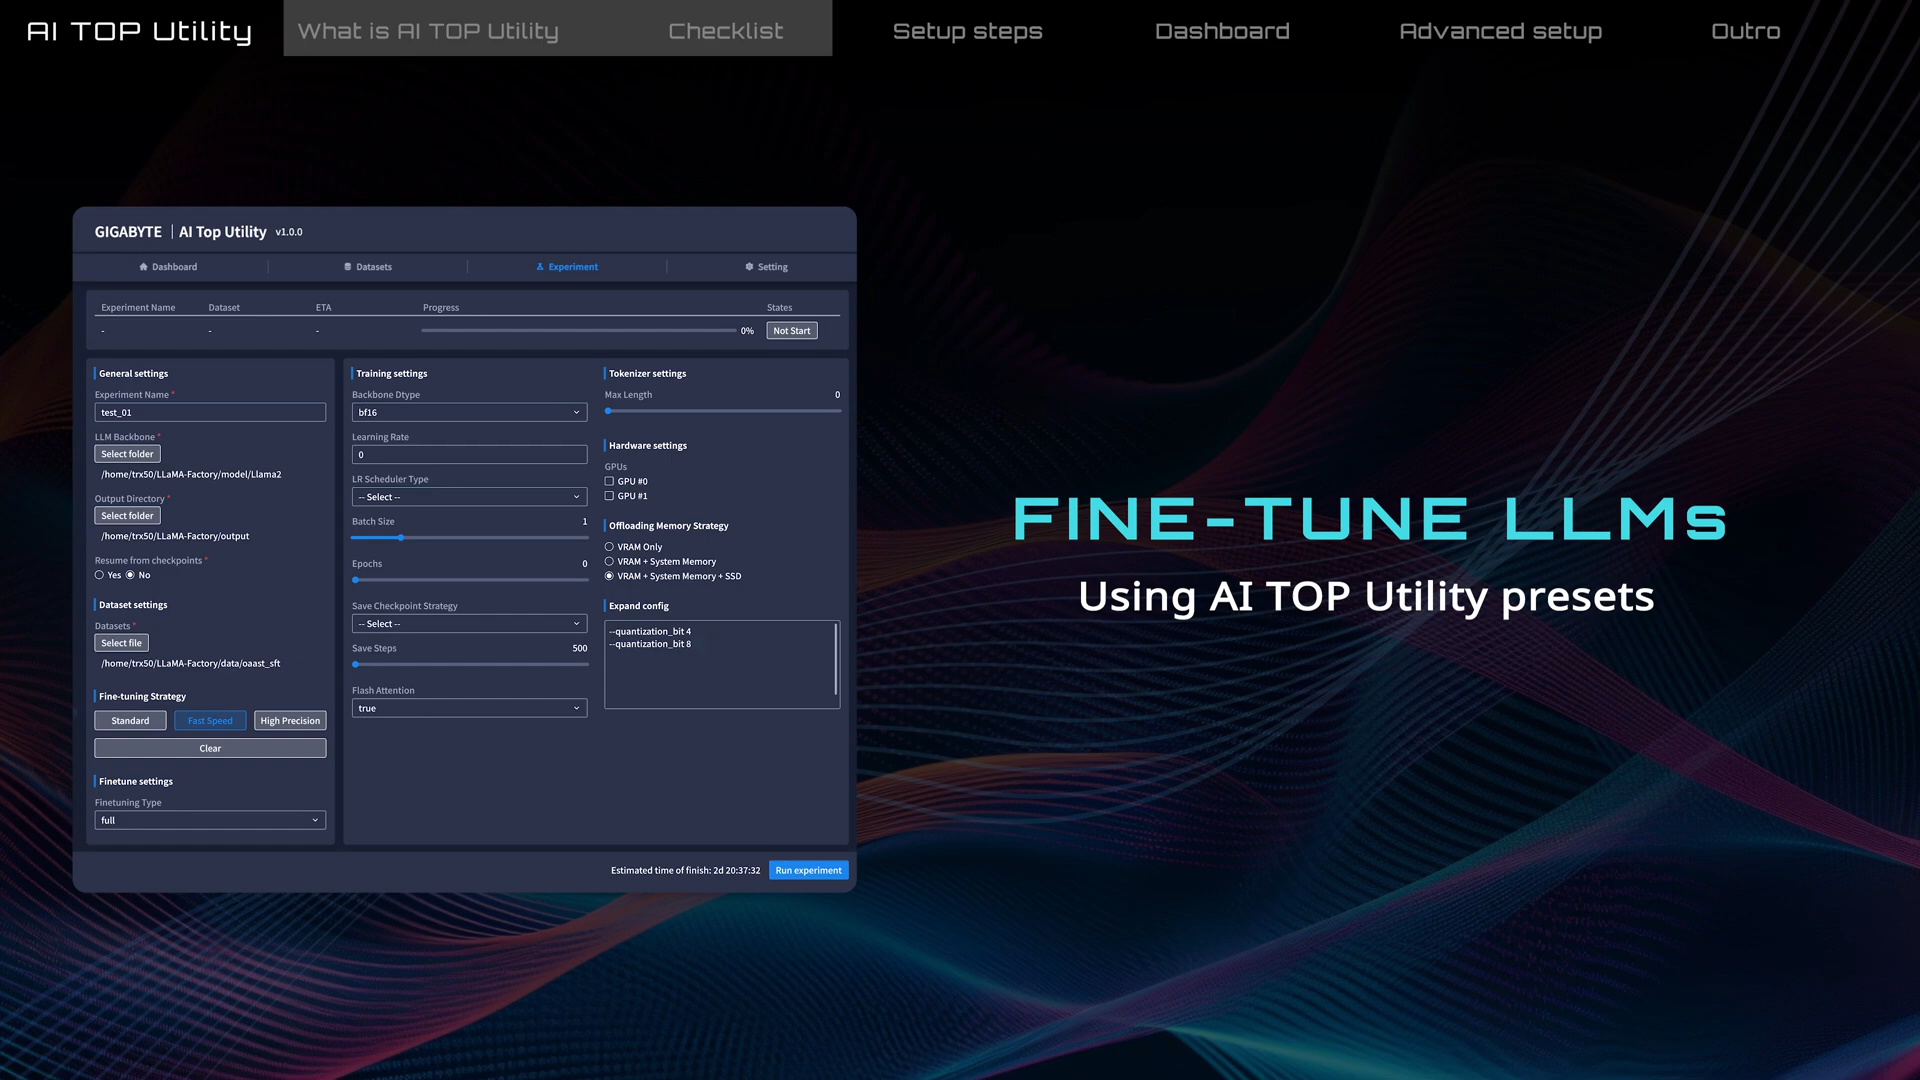 AI TOP Utility
What is AI TOP Utility
Checklist
Setup steps
Dashboard
Advanced setup
Outro
GIGABYTE | AI Top Utility v1.0.0
Dashboard
Datasets
Experiment
Setting
Experiment Name
Dataset
ETA
Progress
States
-
-
-
0%
Not Start
General settings
Experiment Name *
test_01
LLM Backbone *
Select folder
/home/trx50/LLaMA-Factory/model/Llama2
Output Directory *
Select folder
/home/trx50/LLaMA-Factory/output
Resume from checkpoints *
Yes No
Dataset settings
Datasets *
Select file
/home/trx50/LLaMA-Factory/data/oaast_sft
Fine-tuning Strategy
Standard
Fast Speed
High Precision
Clear
Finetune settings
Finetuning Type
full
Training settings
Backbone Dtype
bf16
Learning Rate
0
LR Scheduler Type
-- Select --
Batch Size 1
Epochs 0
Save Checkpoint Strategy
-- Select --
Save Steps 500
Flash Attention
true
Tokenizer settings
Max Length 0
Hardware settings
GPUs
GPU #0
GPU #1
Offloading Memory Strategy
VRAM Only
VRAM + System Memory
VRAM + System Memory + SSD
Expand config
--quantization_bit 4
--quantization_bit 8
Estimated time of finish: 2d 20:37:32
Run experiment
FINE-TUNE LLMs
Using AI TOP Utility presets